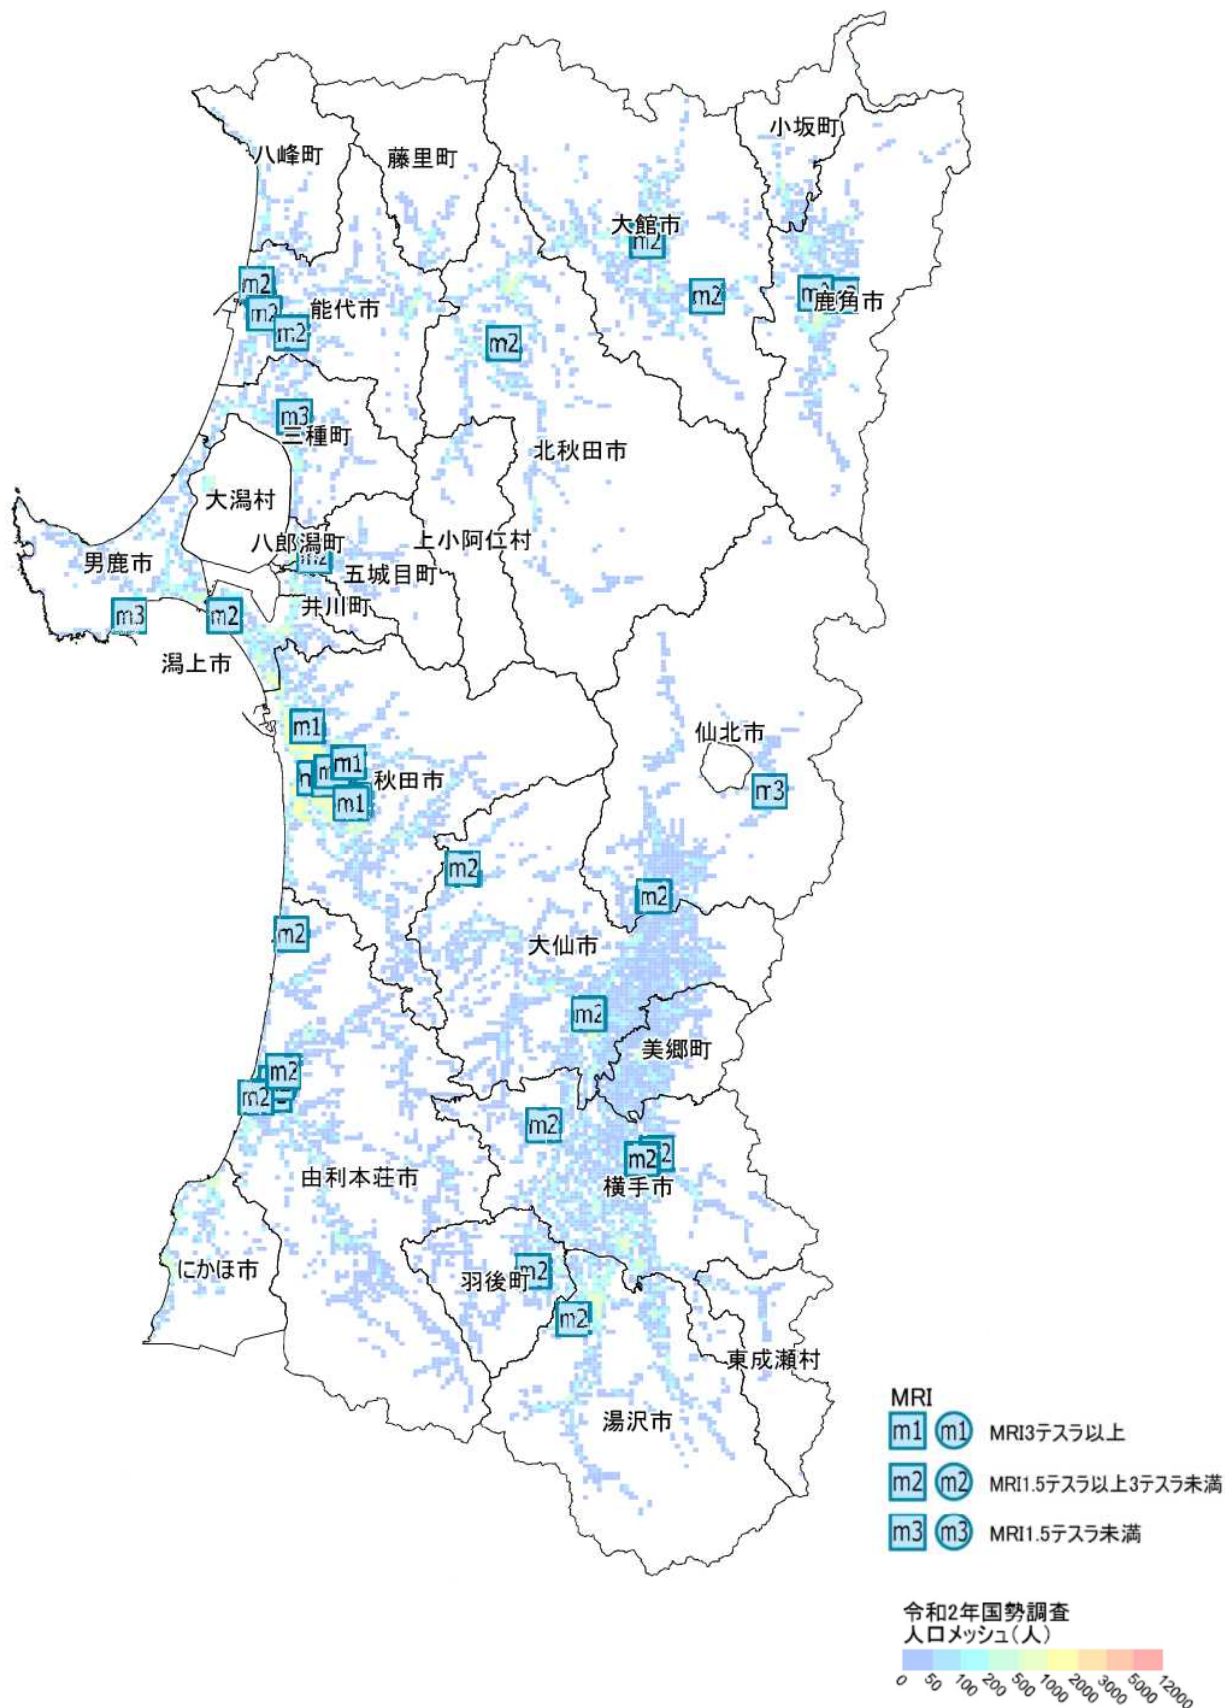 小坂町
八峰町
藤里町
大館市
m2
m2
m2
鹿角市
m2
能代市
m2
m2
m2
m3
三種町
北秋田市
大潟村
八郎潟町
上小阿仁村
男鹿市
五城目町
井川町
m3
m2
潟上市
m1
仙北市
m1
秋田市
m3
m1
m2
m2
m2
大仙市
m2
美郷町
m2
m2
m2
m2
横手市
由利本荘市
にかほ市
羽後町
m2
m2
東成瀬村
湯沢市
MRI
m1 m1 MRI3テスラ以上
m2 m2 MRI1.5テスラ以上3テスラ未満
m3 m3 MRI1.5テスラ未満
令和2年国勢調査
人口メッシュ(人)
0 50 100 200 500 1000 2000 3000 5000 12000